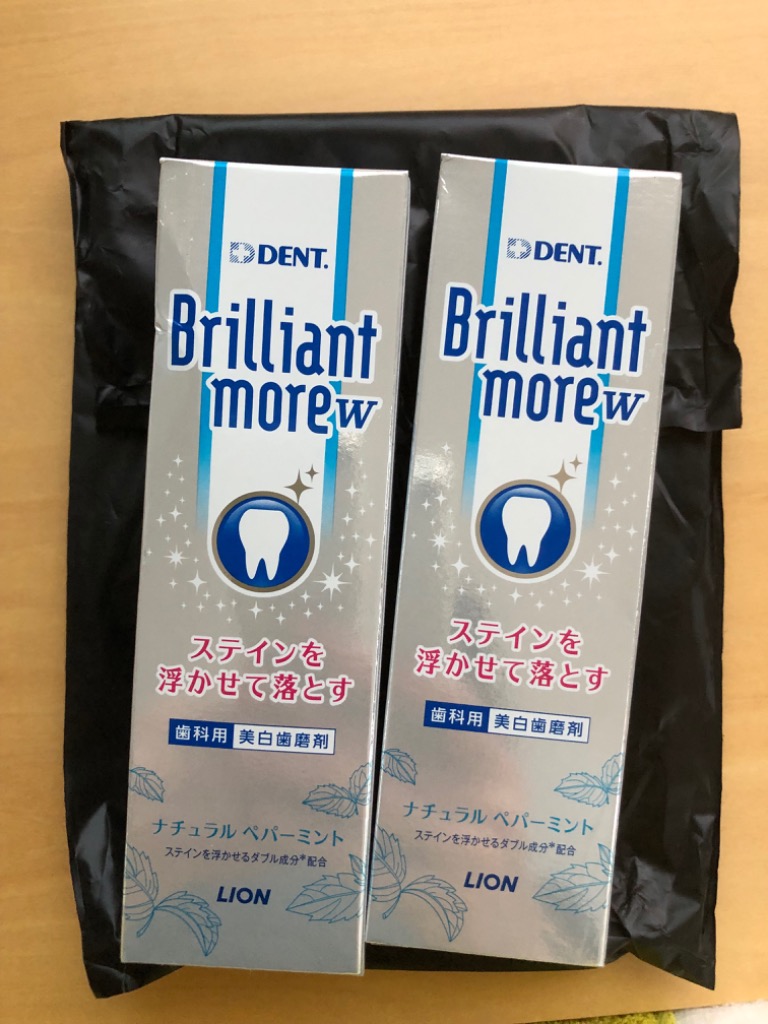 DENT.
Brilliant
more w
ステインを
浮かせて落とす
歯科用 美白歯磨剤
ナチュラル ペパーミント
ステインを浮かせるダブル成分*配合
LION
DENT.
Brilliant
more w
ステインを
浮かせて落とす
歯科用 美白歯磨剤
ナチュラル ペパーミント
ステインを浮かせるダブル成分*配合
LION